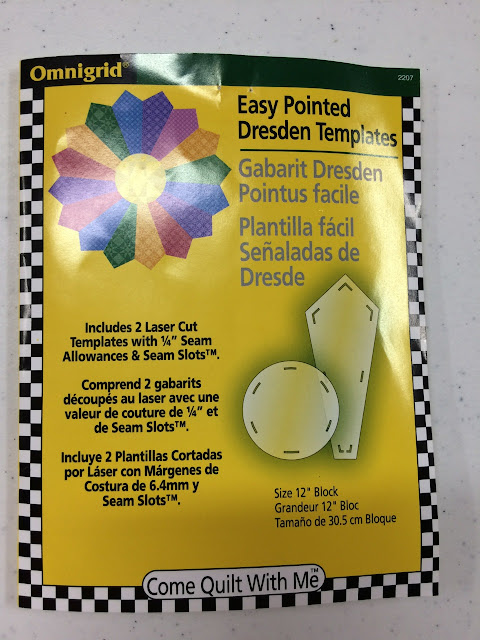 Omnigrid®
2207
Easy Pointed
Dresden Templates
Gabarit Dresden
Pointus facile
Plantilla fácil
Señaladas de
Dresde
Includes 2 Laser Cut
Templates with ¼" Seam
Allowances & Seam Slots™.
Comprend 2 gabarits
découpés au laser avec une
valeur de couture de ¼" et
de Seam Slots™.
Incluye 2 Plantillas Cortadas
por Láser con Márgenes de
Costura de 6.4mm y
Seam Slots™.
Size 12" Block
Grandeur 12" Bloc
Tamaño de 30.5 cm Bloque
Come Quilt With Me™